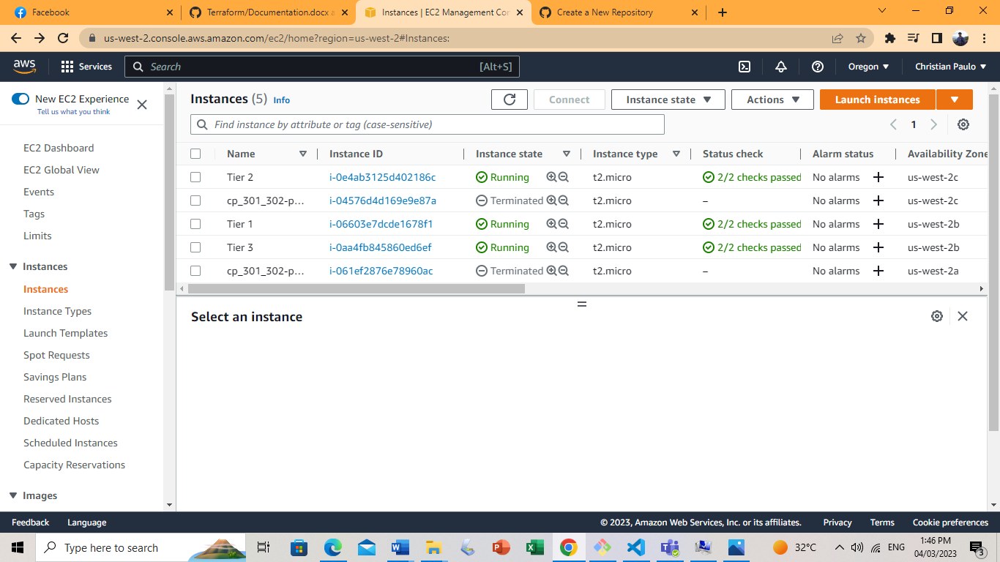 Facebook
Terraform/Documentation.docx a
Instances | EC2 Management Con
Create a New Repository
us-west-2.console.aws.amazon.com/ec2/home?region=us-west-2#Instances:
aws
Services
Search
[Alt+S]
Oregon
Christian Paulo
New EC2 Experience
Tell us what you think
EC2 Dashboard
EC2 Global View
Events
Tags
Limits
Instances
Instances
Instance Types
Launch Templates
Spot Requests
Savings Plans
Reserved Instances
Dedicated Hosts
Scheduled Instances
Capacity Reservations
Images
Instances (5) Info
Connect
Instance state
Actions
Launch instances
Find instance by attribute or tag (case-sensitive)
1
Name Instance ID Instance state Instance type Status check Alarm status Availability Zone
Tier 2 i-0e4ab3125d402186c Running t2.micro 2/2 checks passed No alarms + us-west-2c
cp_301_302-p... i-04576d4d169e9e87a Terminated t2.micro – No alarms + us-west-2c
Tier 1 i-06603e7dcde1678f1 Running t2.micro 2/2 checks passed No alarms + us-west-2b
Tier 3 i-0aa4fb845860ed6ef Running t2.micro 2/2 checks passed No alarms + us-west-2b
cp_301_302-p... i-061ef2876e78960ac Terminated t2.micro – No alarms + us-west-2a
Select an instance
Feedback
Language
© 2023, Amazon Web Services, Inc. or its affiliates.
Privacy
Terms
Cookie preferences
Type here to search
32°C
ENG
1:46 PM
04/03/2023
3